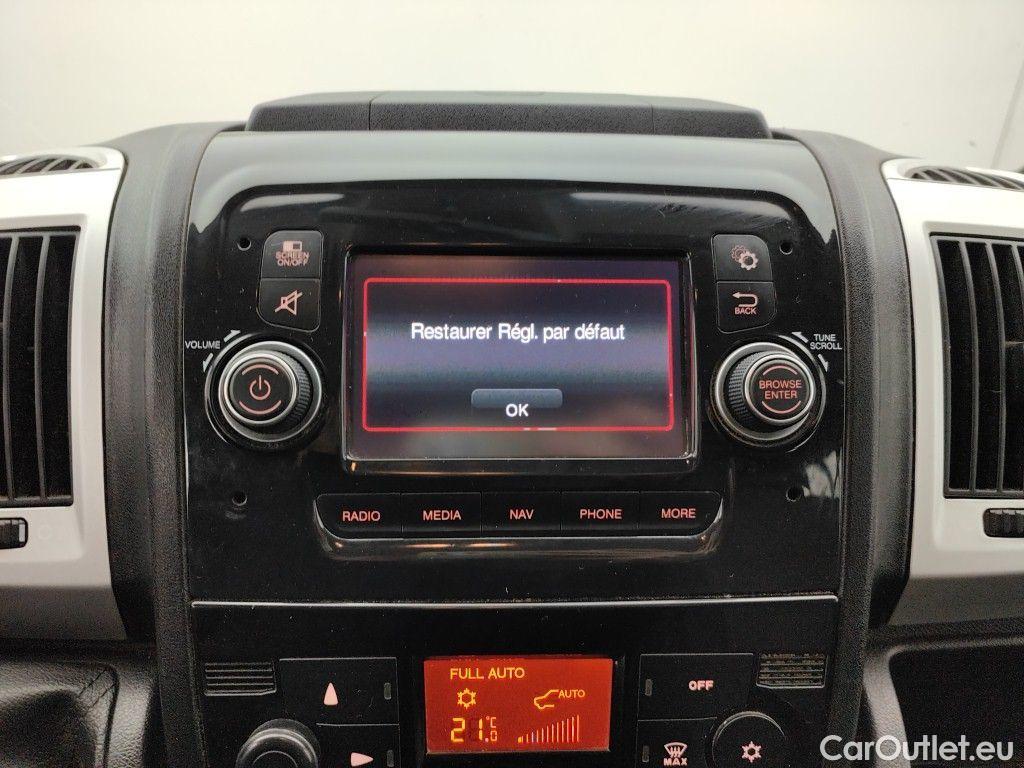 SCREEN
ON/OFF
VOLUME
Restaurer Régl. par défaut
OK
BACK
TUNE
SCROLL
BROWSE
ENTER
RADIO
MEDIA
NAV
PHONE
MORE
FULL AUTO
AUTO
21.0 °C
OFF
MAX
CarOutlet.eu